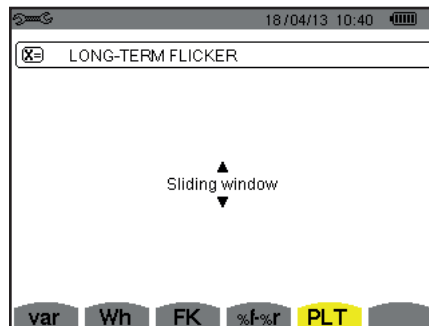 18/04/13 10:40
X= LONG-TERM FLICKER
Sliding window
var Wh FK %f-%r PLT